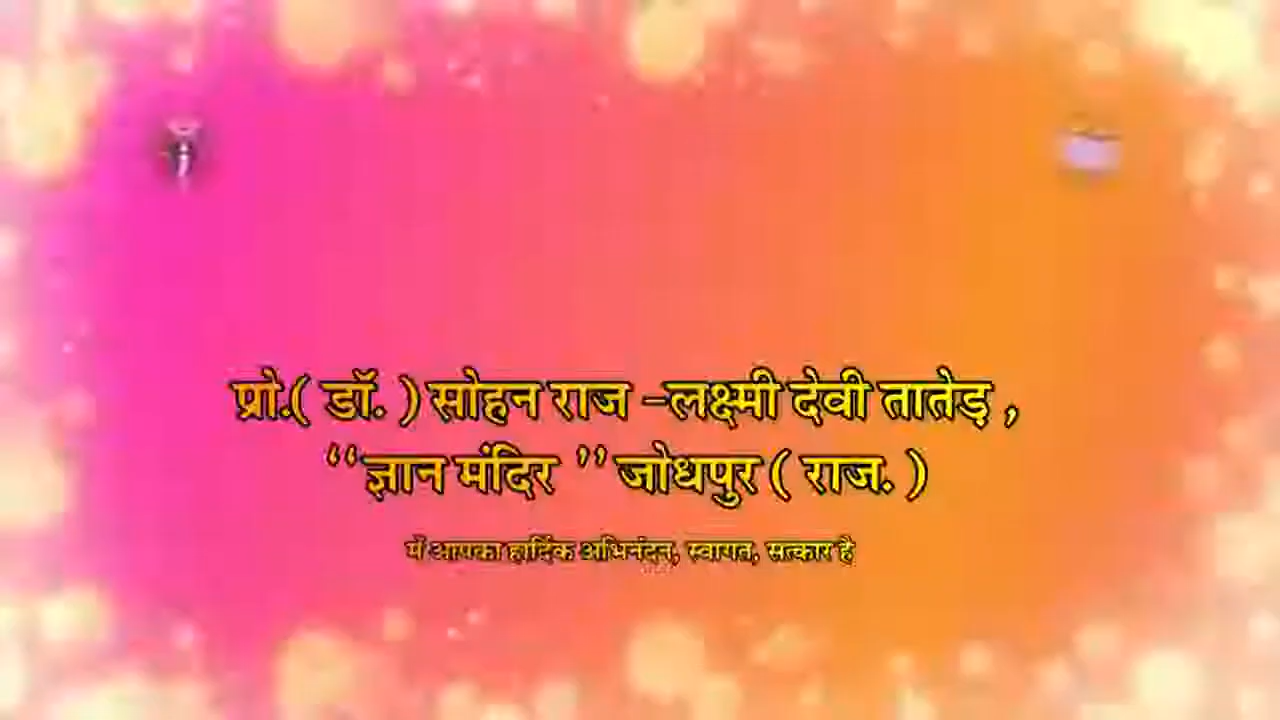 प्रो.( डॉ. ) सोहन राज -लक्ष्मी देवी तातेड़ ,
‘‘ज्ञान मंदिर ’’ जोधपुर ( राज. )
में आपका हार्दिक अभिनंदन, स्वागत, सत्कार है